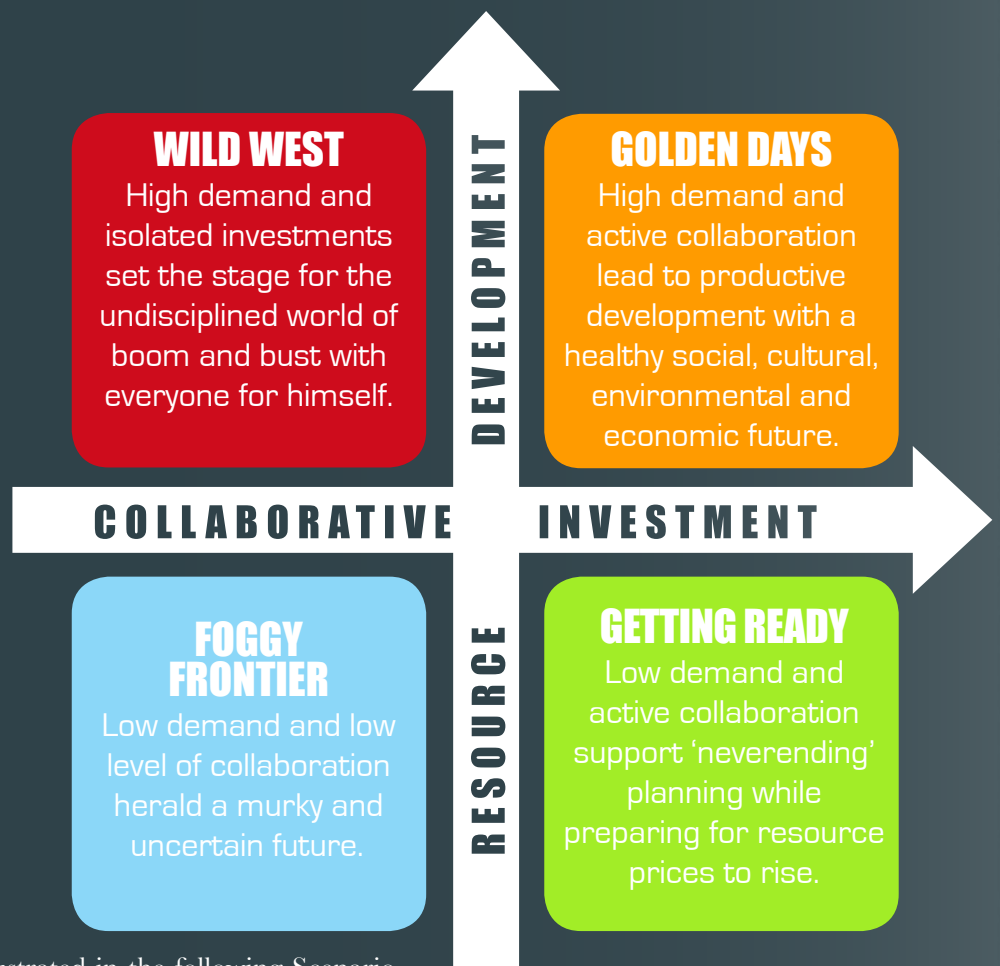 WILD WEST
High demand and
isolated investments
set the stage for the
undisciplined world of
boom and bust with
everyone for himself.
GOLDEN DAYS
High demand and
active collaboration
lead to productive
development with a
healthy social, cultural,
environmental and
economic future.
RESOURCE DEVELOPMENT
COLLABORATIVE INVESTMENT
FOGGY
FRONTIER
Low demand and low
level of collaboration
herald a murky and
uncertain future.
GETTING READY
Low demand and
active collaboration
support ‘neverending’
planning while
preparing for resource
prices to rise.
in the following Scenario